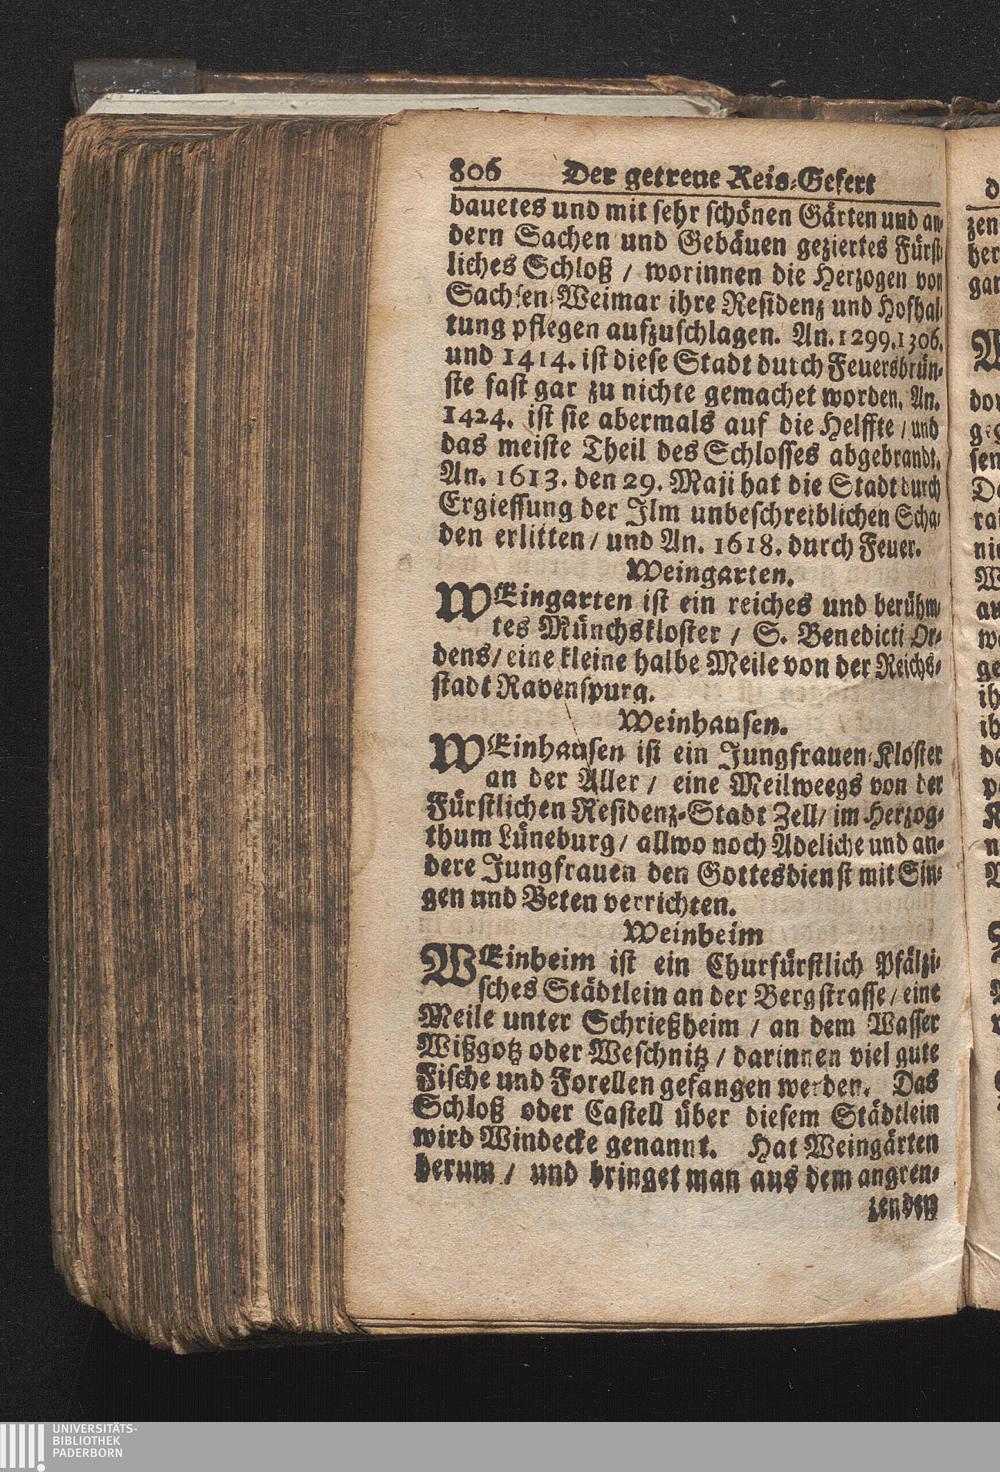 806 Der getreue Reis-Gefert
bauetes und mit sehr schönen Gärten und an-
dern Sachen und Gebäuen geziertes Fürst-
liches Schloß / worinnen die Herzogen von
Sachsen-Weimar ihre Residenz und Hofhal-
tung pflegen aufzuschlagen. An. 1299. 1306.
und 1414. ist diese Stadt durch Feuersbrün-
ste fast gar zu nichte gemachet worden. An.
1424. ist sie abermals auf die Helffte / und
das meiste Theil des Schlosses abgebrandt.
An. 1613. den 29. Maji hat die Stadt durch
Ergiessung der Ilm unbeschreiblichen Scha-
den erlitten / und An. 1618. durch Feuer.
Weingarten.
WEingarten ist ein reiches und berühm-
tes Münchskloster / S. Benedicti Or-
dens / eine kleine halbe Meile von der Reichs-
stadt Ravenspurg.
Weinhausen.
WEinhausen ist ein Jungfrauen-Kloster
an der Aller / eine Meilweegs von der
Fürstlichen Residenz-Stadt Zell / im Herzog-
thum Lüneburg / allwo noch Adeliche und an-
dere Jungfrauen den Gottesdienst mit Sin-
gen und Beten verrichten.
Weinheim
WEinheim ist ein Churfürstlich Pfälzi-
sches Städtlein an der Bergstrasse / eine
Meile unter Schrießheim / an dem Wasser
Wißgotz oder Weschnitz / darinnen viel gute
Fische und Forellen gefangen werden. Das
Schloß oder Castell über diesem Städtlein
wird Windecke genannt. Hat Weingärten
herum / und bringet man aus dem angren-
zenden
UNIVERSITÄTS-
BIBLIOTHEK
PADERBORN